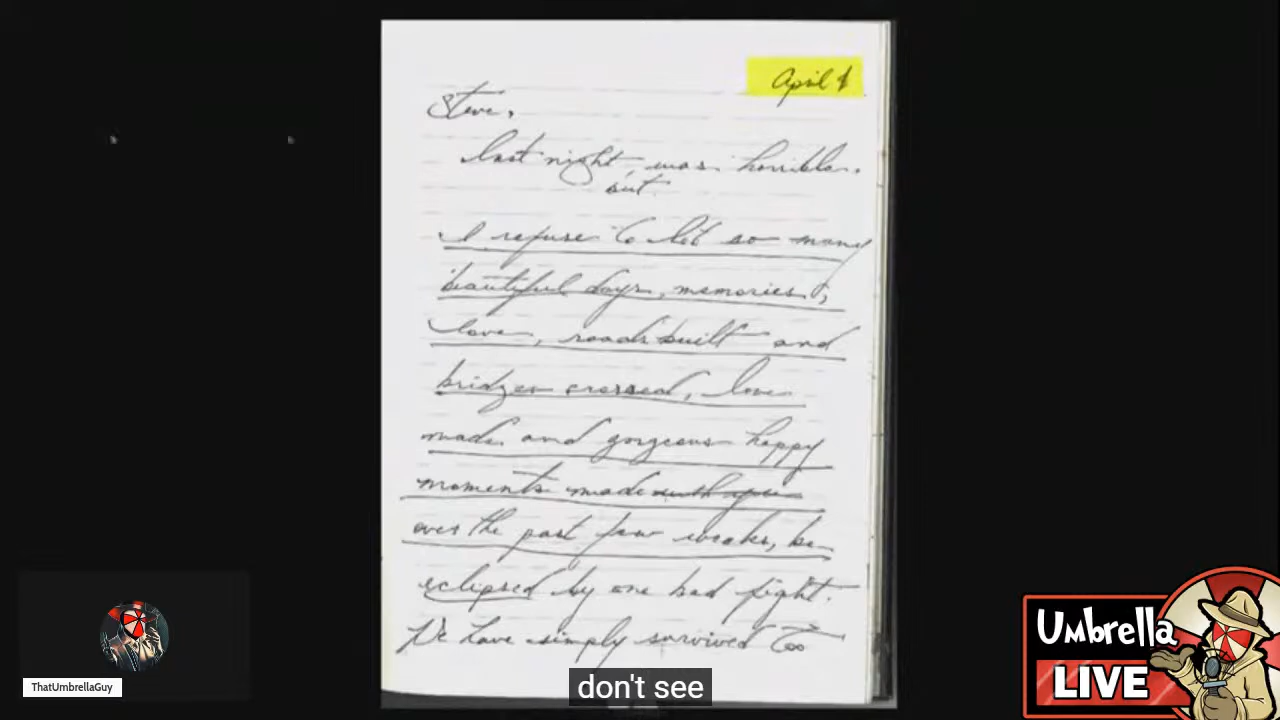 April 1
Steve,
last night, was horrible.
but
I refuse to let so many
beautiful days, memories,
love, roads built and
bridges crossed, love
made and gorgeous happy
moments made with you
over the past few weeks, be
eclipsed by one bad fight.
We have simply survived too
don't see
ThatUmbrellaGuy
Umbrella
LIVE